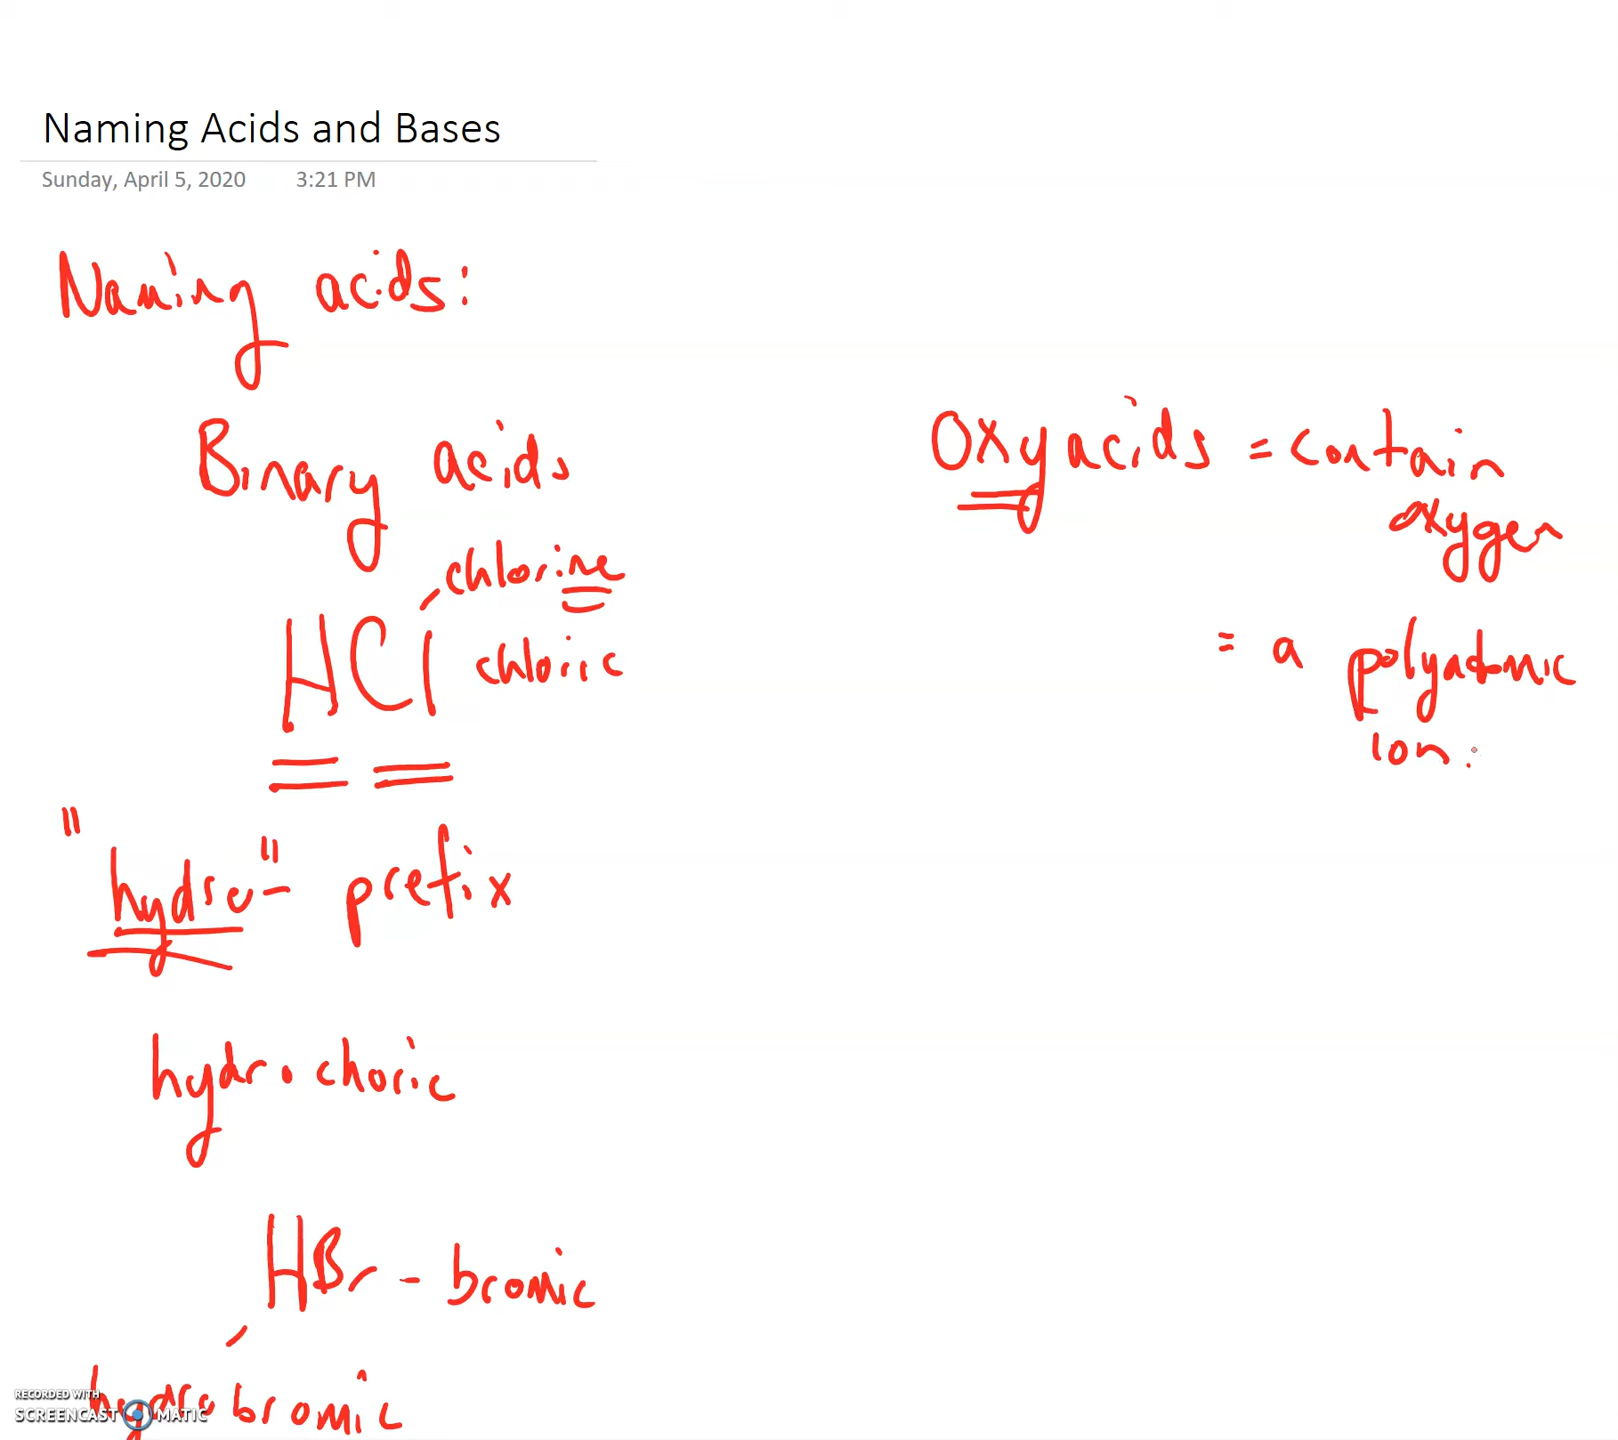 Naming Acids and Bases
Sunday, April 5, 2020 3:21 PM
Naming acids:
Binary acids
chlorine
HCl chloric
"hydro-" prefix
hydrochoric
HBr - bromic
hydrobromic
Oxyacids = contain
oxygen
= a polyatomic
ion:
RECORDED WITH
SCREENCAST MATIC